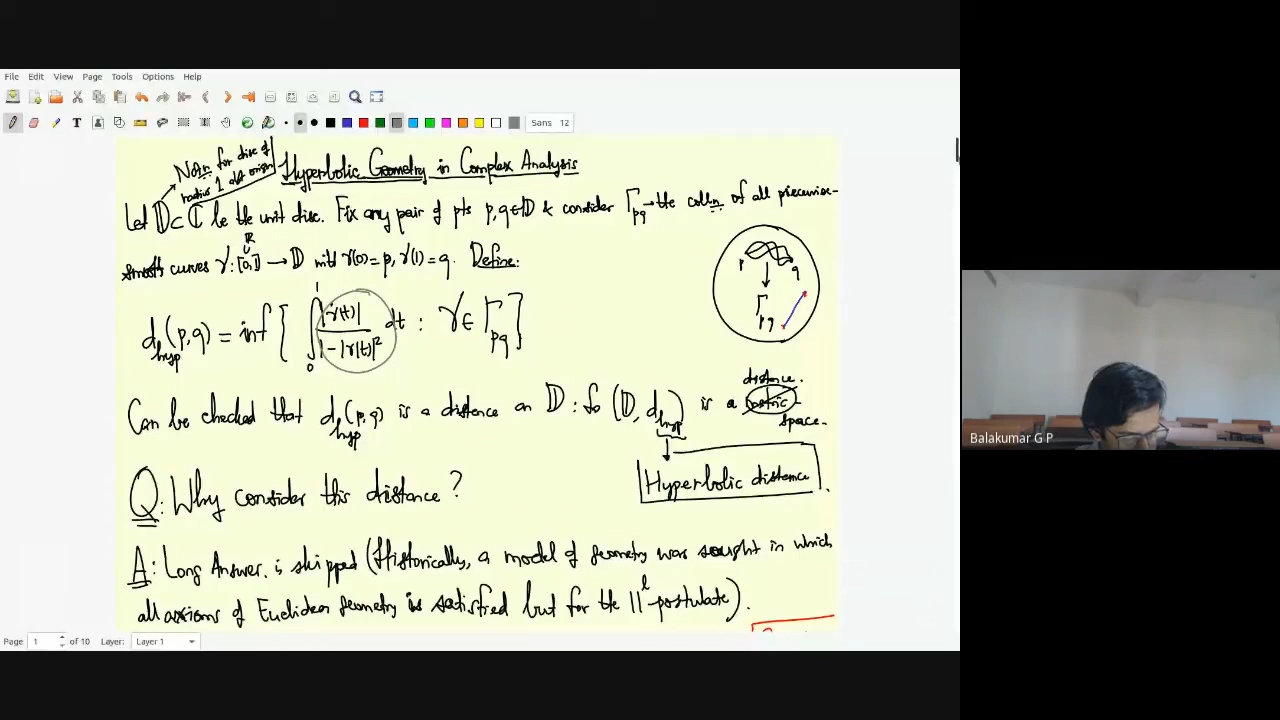 File Edit View Page Tools Options Help
T Sans 12
Notn for disc of radius 1 abt origin
Hyperbolic Geometry in Complex Analysis
Let 𝔻 ⊂ ℂ be the unit disc. Fix any pair of pts p, q ∈ 𝔻 & consider Γpq → the colln of all piecewise-
smooth curves γ : [0,1] → 𝔻 with γ(0) = p, γ(1) = q. Define:
ℝ
p q
Γpq
d_hyp(p,q) = inf { ∫₀¹ |γ̇(t)| / (1 - |γ(t)|²) dt : γ ∈ Γpq }
Can be checked that d_hyp(p,q) is a distance on 𝔻 : So (𝔻, d_hyp) is a metric space.
distance.
Hyperbolic distance.
Q: Why consider this distance?
A: Long Answer is skipped (Historically, a model of geometry was sought in which
all axioms of Euclidean geometry is satisfied but for the ||l postulate).
Balakumar G P
Page 1 of 10 Layer: Layer 1